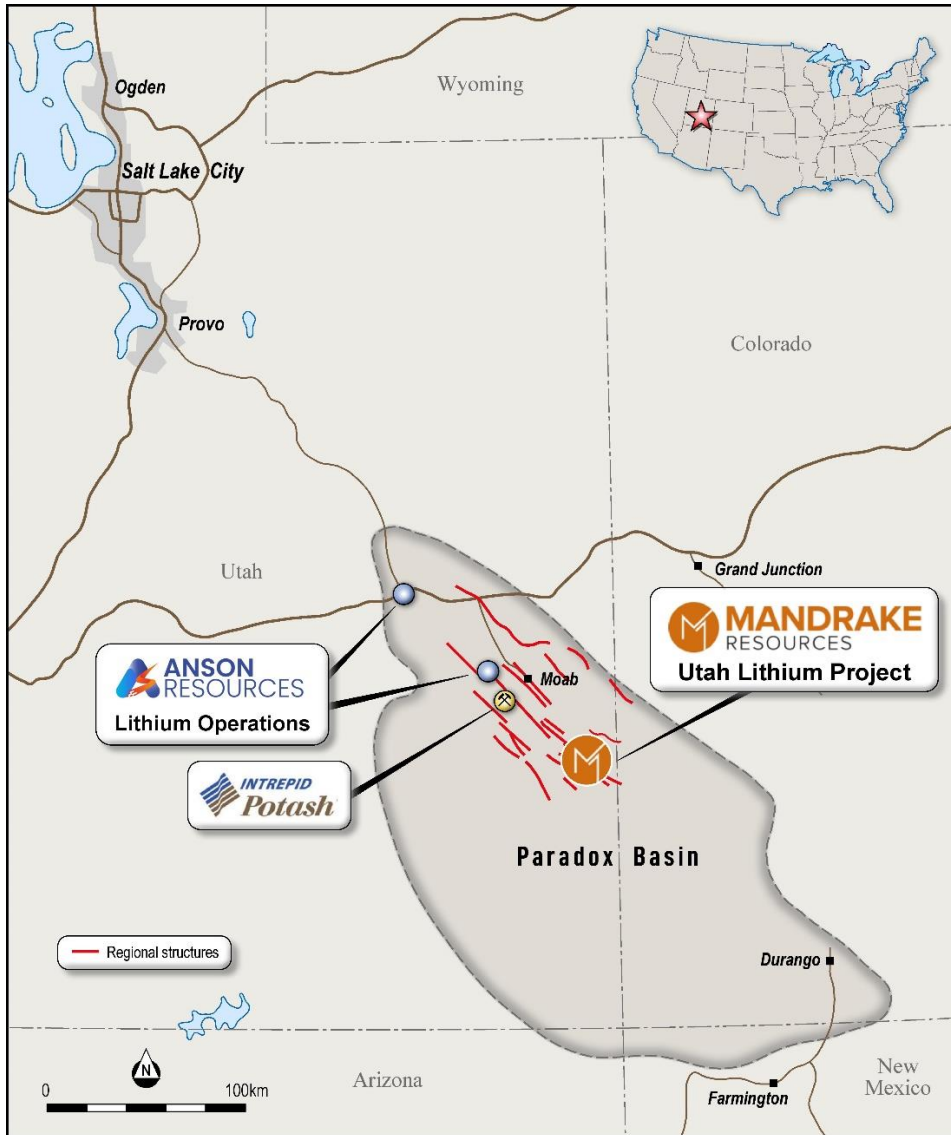 Wyoming
Ogden
Salt Lake City
Provo
Colorado
Utah
Grand Junction
MANDRAKE
RESOURCES
Utah Lithium Project
ANSON
RESOURCES
Lithium Operations
Moab
INTREPID
Potash
Paradox Basin
Regional structures
Durango
N
0 100km
Arizona
New
Mexico
Farmington